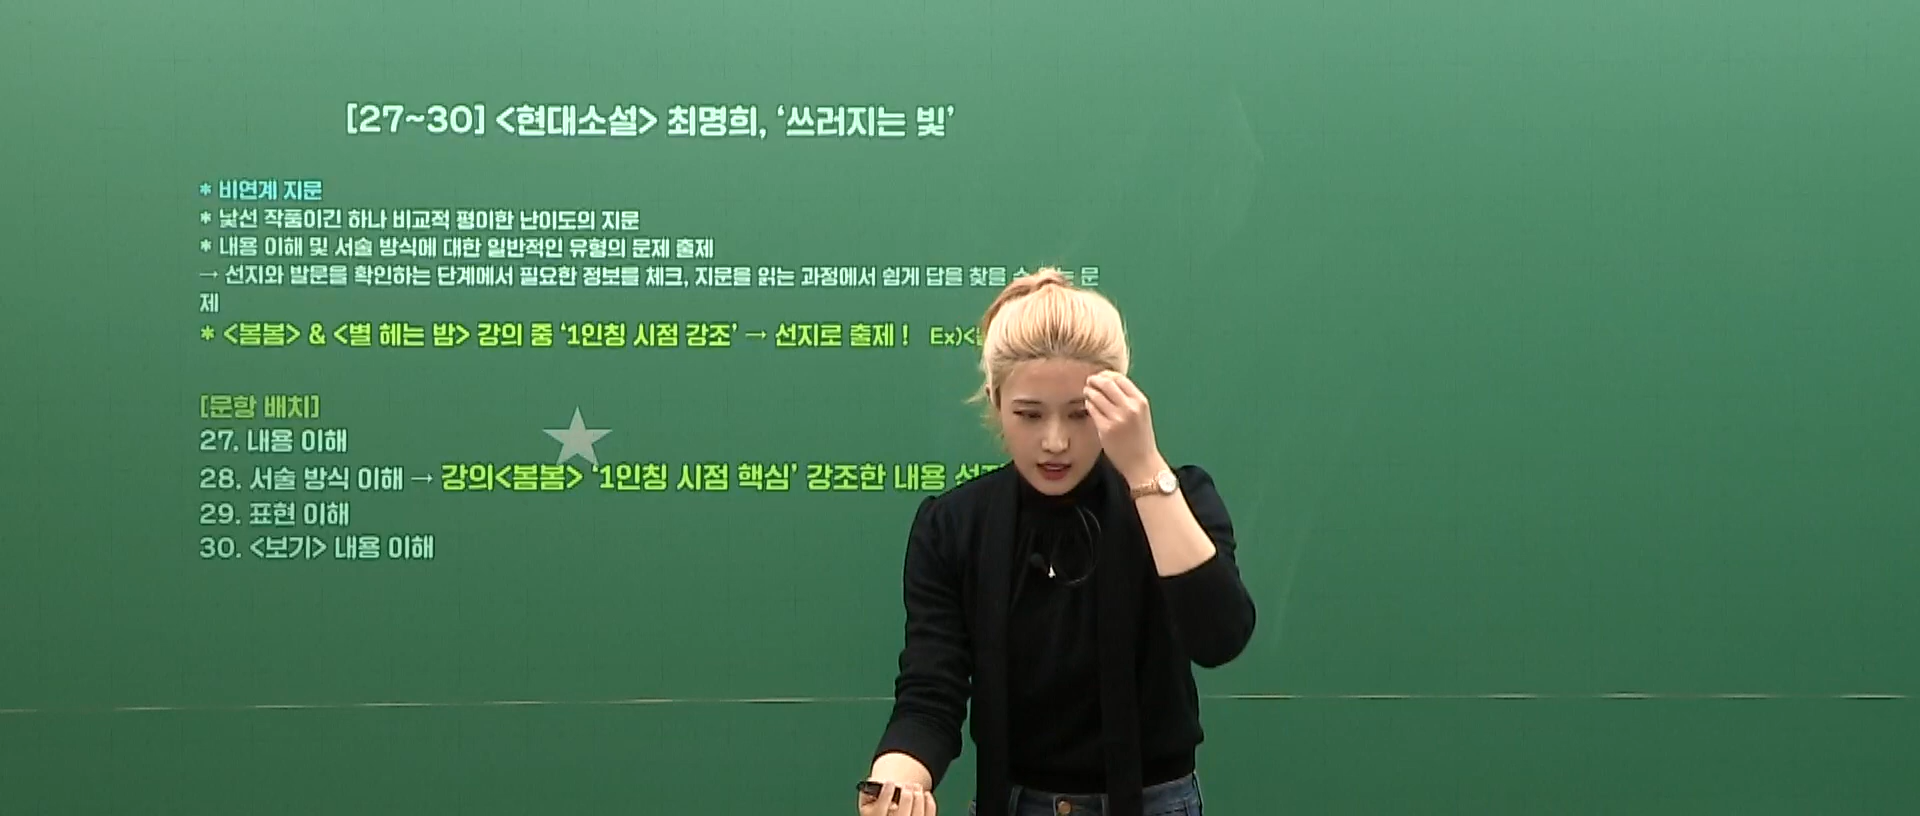 [27~30] <현대소설> 최명희, ‘쓰러지는 빛’
* 비연계 지문
* 낯선 작품이긴 하나 비교적 평이한 난이도의 지문
* 내용 이해 및 서술 방식에 대한 일반적인 유형의 문제 출제
→ 선지와 발문을 확인하는 단계에서 필요한 정보를 체크, 지문을 읽는 과정에서 쉽게 답을 찾을 문
제
* <봄봄> & <별 헤는 밤> 강의 중 ‘1인칭 시점 강조’ → 선지로 출제 ! Ex)<
[문항 배치]
27. 내용 이해
28. 서술 방식 이해 → 강의<봄봄> ‘1인칭 시점 핵심’ 강조한 내용
29. 표현 이해
30. <보기> 내용 이해